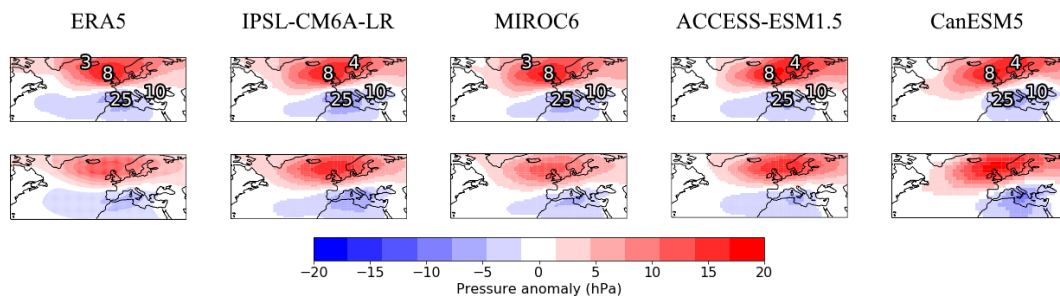 ERA5 IPSL-CM6A-LR MIROC6 ACCESS-ESM1.5 CanESM5
3 4 3 4 4
8 8 8 8 8
10 10 10 10
25 25 25 25 25
−20 −15 −10 −5 0 5 10 15 20
Pressure anomaly (hPa)